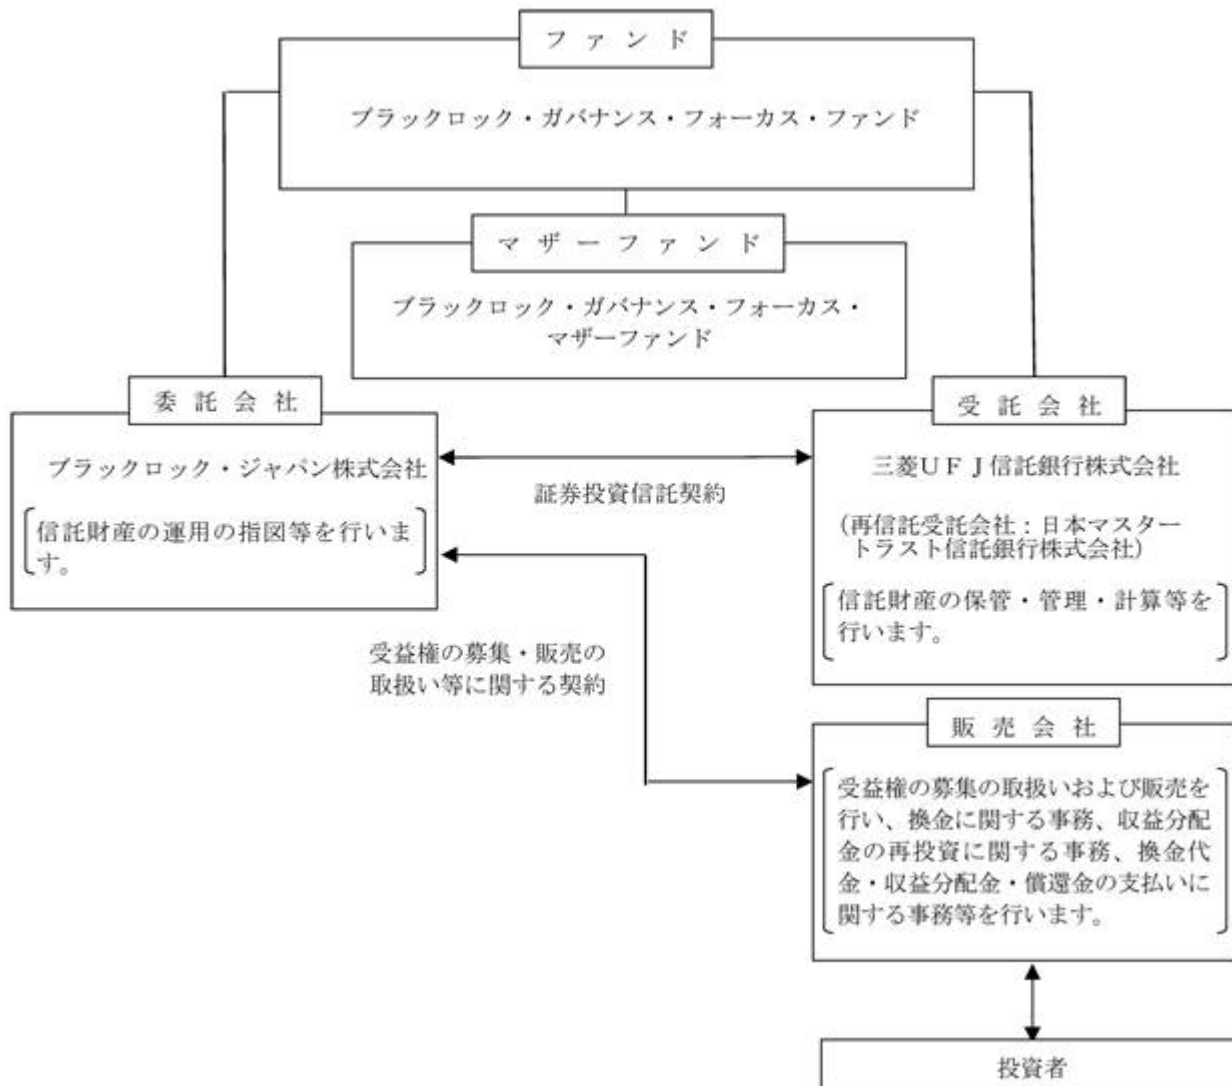 ファンド
ブラックロック・ガバナンス・フォーカス・ファンド
マザーファンド
ブラックロック・ガバナンス・フォーカス・
マザーファンド
委託会社
ブラックロック・ジャパン株式会社
信託財産の運用の指図等を行いま
す。
証券投資信託契約
受託会社
三菱UFJ信託銀行株式会社
(再信託受託会社：日本マスター
トラスト信託銀行株式会社)
信託財産の保管・管理・計算等を
行います。
受益権の募集・販売の
取扱い等に関する契約
販売会社
受益権の募集の取扱いおよび販売を
行い、換金に関する事務、収益分配
金の再投資に関する事務、換金代
金・収益分配金・償還金の支払いに
関する事務等を行います。
投資者